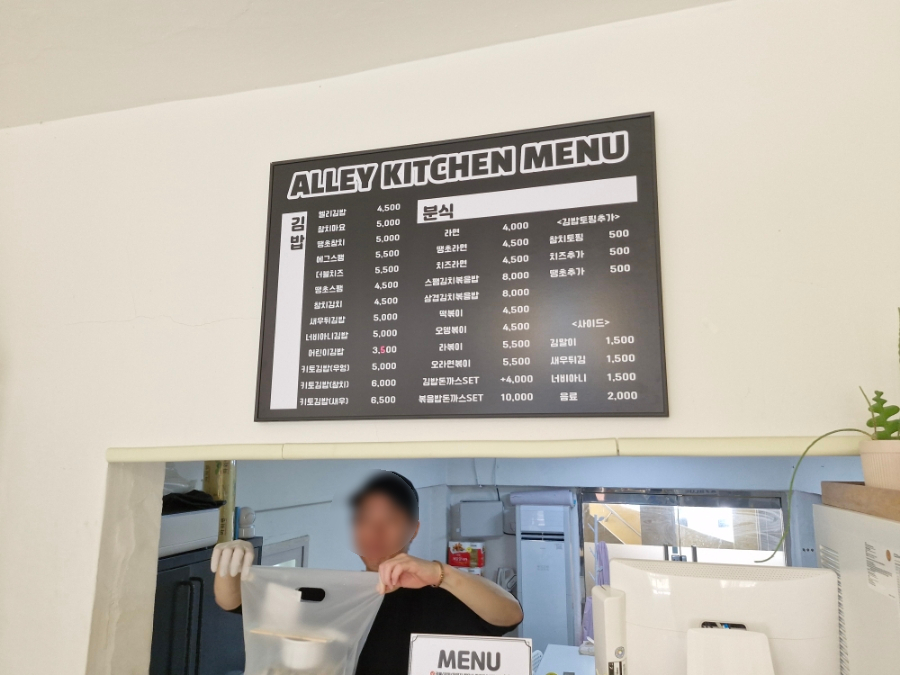 ALLEY KITCHEN MENU
김밥
앨리김밥 4,500
참치마요 5,000
땡초참치 5,000
에그스팸 5,500
더블치즈 5,500
땡초스팸 4,500
참치김치 4,500
새우튀김밥 5,000
너비아니김밥 5,000
어린이김밥 3,500
키토김밥(우엉) 5,000
키토김밥(참치) 6,000
키토김밥(새우) 6,500
분식
라면 4,000
땡초라면 4,500
치즈라면 4,500
스팸김치볶음밥 8,000
삼겹김치볶음밥 8,000
떡볶이 4,500
오뎅볶이 4,500
라볶이 5,500
오라면볶이 5,500
김밥돈까스SET +4,000
볶음밥돈까스SET 10,000
<김밥토핑추가>
참치토핑 500
치즈추가 500
땡초추가 500
<사이드>
김말이 1,500
새우튀김 1,500
너비아니 1,500
음료 2,000
MENU